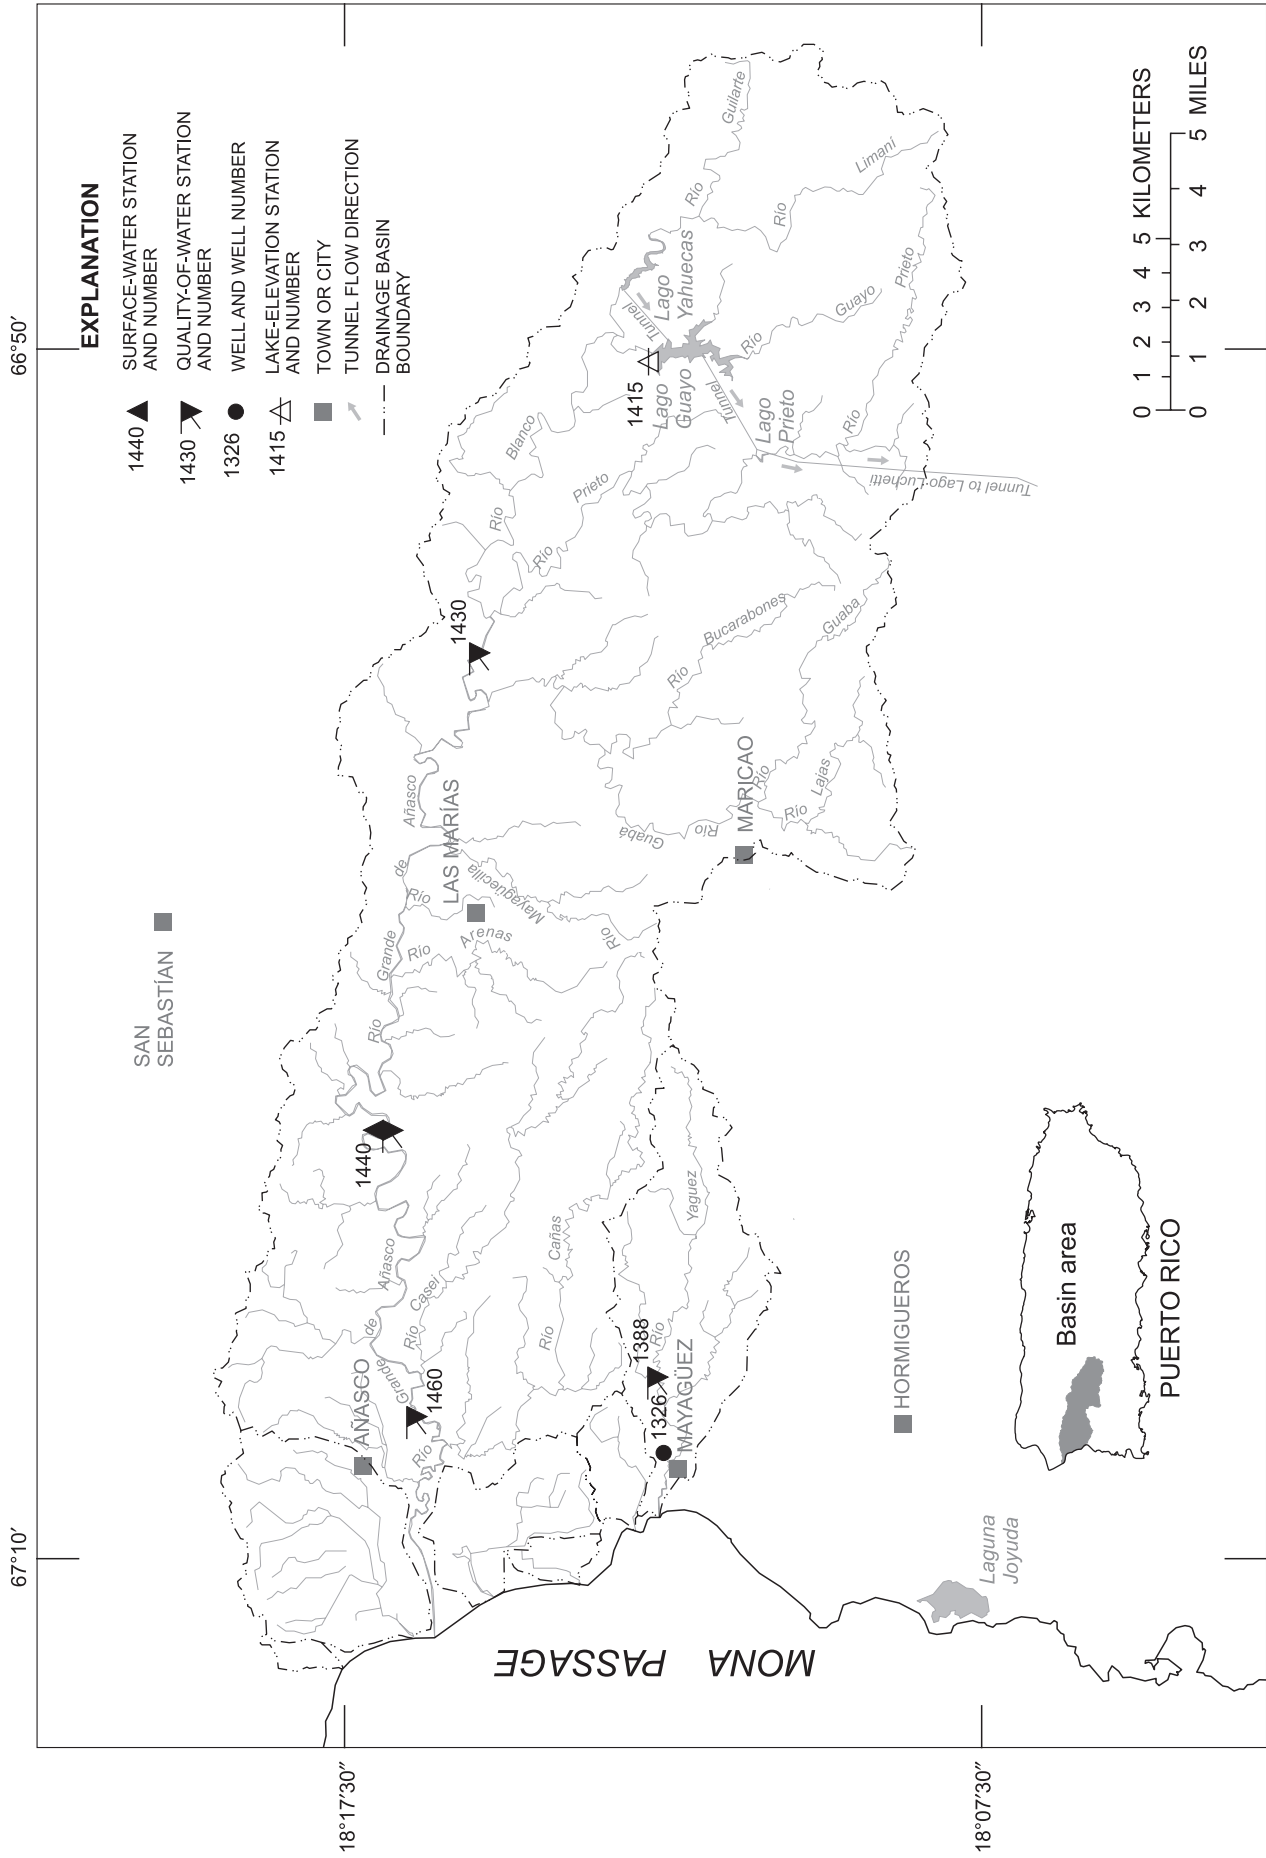 67°10′
66°50′
18°17′30″
18°07′30″
EXPLANATION
1440
SURFACE-WATER STATION
AND NUMBER
1430
QUALITY-OF-WATER STATION
AND NUMBER
1326
WELL AND WELL NUMBER
1415
LAKE-ELEVATION STATION
AND NUMBER
TOWN OR CITY
TUNNEL FLOW DIRECTION
DRAINAGE BASIN
BOUNDARY
SAN
SEBASTÍAN
AÑASCO
LAS MARÍAS
MARICAO
MAYAGÜEZ
HORMIGUEROS
1460
1440
1430
1415
1388
1326
Río
Grande
de
Añasco
Río
Grande
de
Añasco
Río
Casei
Río
Cañas
Río
Yaguez
Río
Arenas
Río
Mayagüecilla
Río
Río
Guabá
Río
Lajas
Río
Guaba
Río
Bucarabones
Río
Prieto
Río
Blanco
Lago
Guayo
Lago
Yahuecas
Lago
Prieto
Tunnel
Tunnel
Tunnel to Lago Luchetti
Río
Prieto
Río
Guayo
Río
Limaní
Río
Guilarte
MONA PASSAGE
Laguna
Joyuda
Basin area
PUERTO RICO
0 1 2 3 4 5 KILOMETERS
0 1 2 3 4 5 MILES